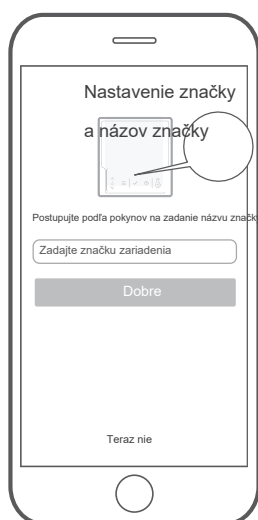 Nastavenie značky
a názov značky
Postupujte podľa pokynov na zadanie názvu značk
Zadajte značku zariadenia
Dobre
Teraz nie